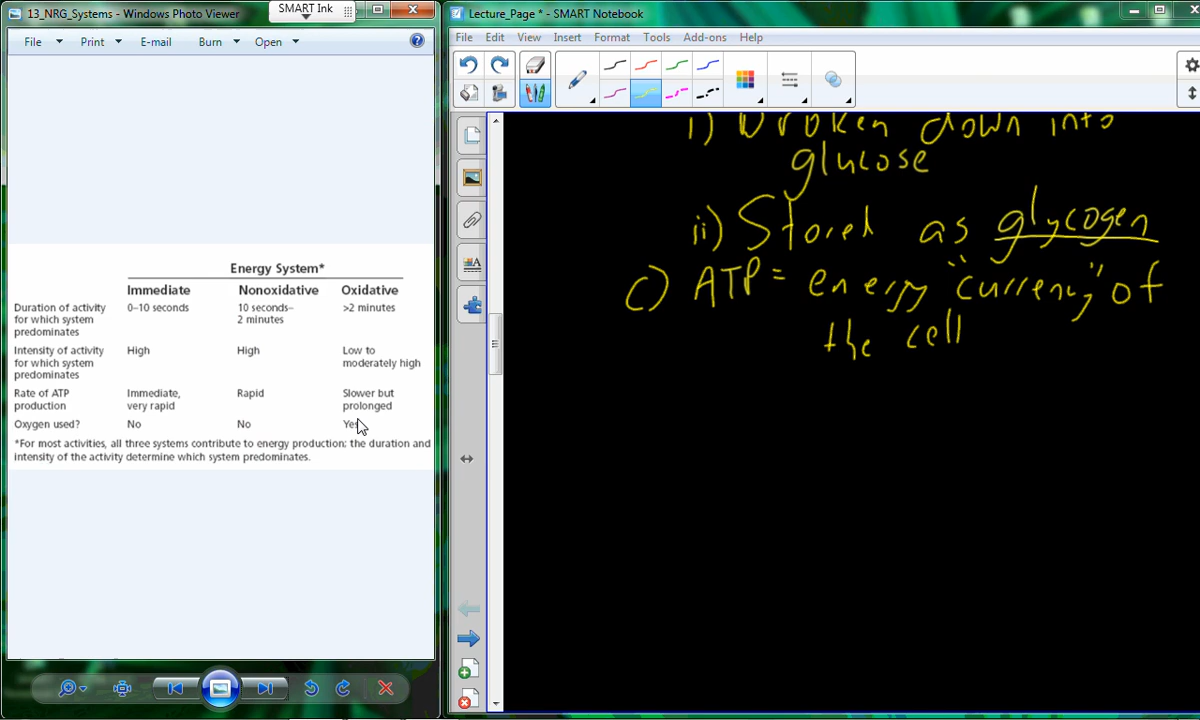 13_NRG_Systems - Windows Photo Viewer
SMART Ink
File Print E-mail Burn Open
Energy System*
Immediate Nonoxidative Oxidative
Duration of activity for which system predominates 0–10 seconds 10 seconds–2 minutes >2 minutes
Intensity of activity for which system predominates High High Low to moderately high
Rate of ATP production Immediate, very rapid Rapid Slower but prolonged
Oxygen used? No No Yes
*For most activities, all three systems contribute to energy production; the duration and
intensity of the activity determine which system predominates.
Lecture_Page * - SMART Notebook
File Edit View Insert Format Tools Add-ons Help
i) Broken down into
glucose
ii) Stored as glycogen
c) ATP = energy "currency" of
the cell